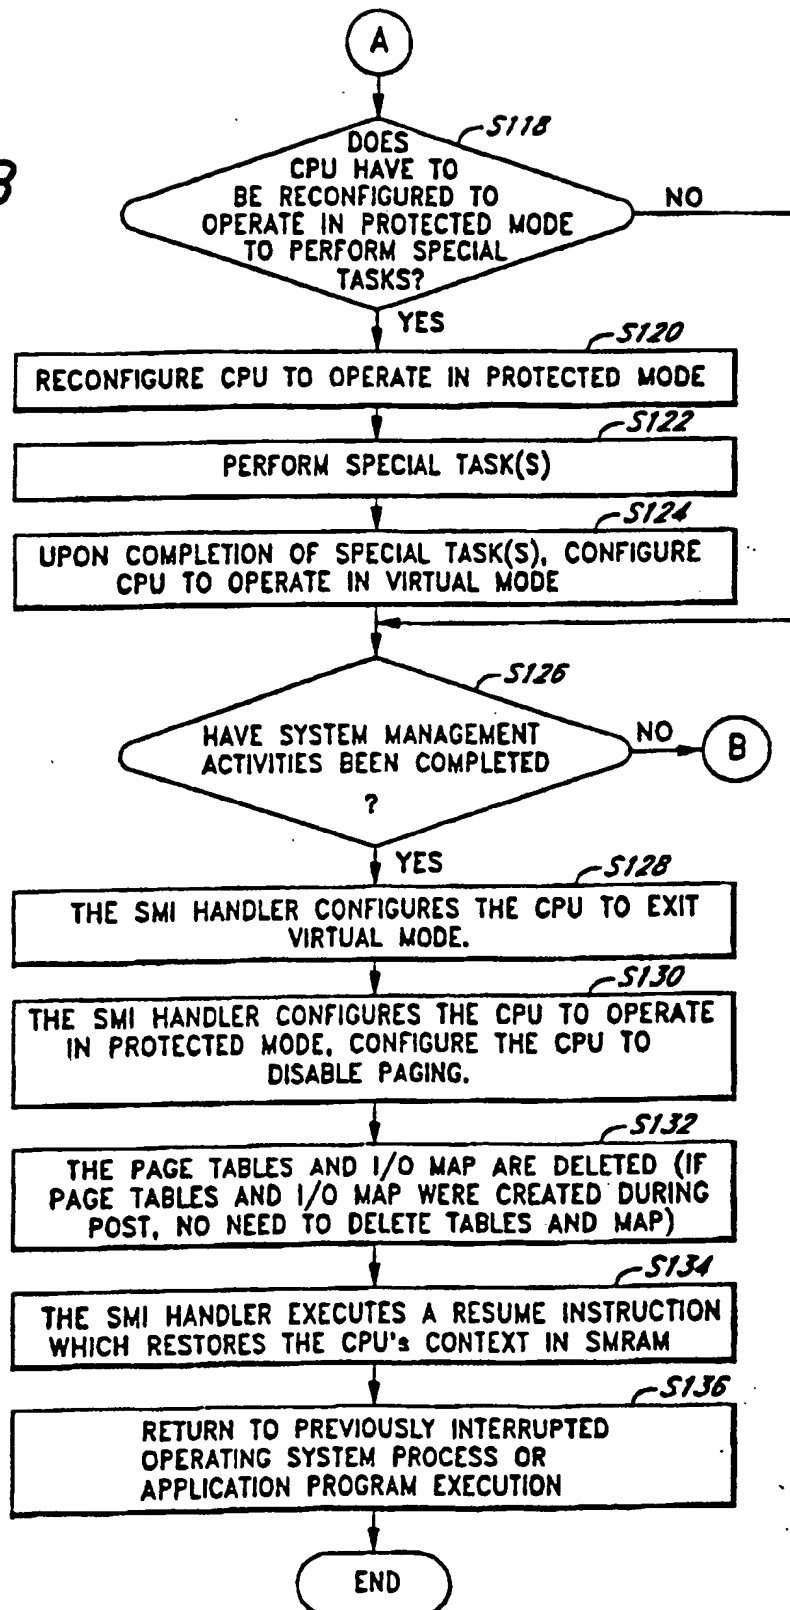 A
S118
B
DOES
CPU HAVE TO
BE RECONFIGURED TO
OPERATE IN PROTECTED MODE
TO PERFORM SPECIAL
TASKS?
NO
YES
S120
RECONFIGURE CPU TO OPERATE IN PROTECTED MODE
S122
PERFORM SPECIAL TASK(S)
S124
UPON COMPLETION OF SPECIAL TASK(S), CONFIGURE
CPU TO OPERATE IN VIRTUAL MODE
S126
HAVE SYSTEM MANAGEMENT
ACTIVITIES BEEN COMPLETED
?
NO
B
YES
S128
THE SMI HANDLER CONFIGURES THE CPU TO EXIT
VIRTUAL MODE.
S130
THE SMI HANDLER CONFIGURES THE CPU TO OPERATE
IN PROTECTED MODE, CONFIGURE THE CPU TO
DISABLE PAGING.
S132
THE PAGE TABLES AND I/O MAP ARE DELETED (IF
PAGE TABLES AND I/O MAP WERE CREATED DURING
POST, NO NEED TO DELETE TABLES AND MAP)
S134
THE SMI HANDLER EXECUTES A RESUME INSTRUCTION
WHICH RESTORES THE CPU's CONTEXT IN SMRAM
S136
RETURN TO PREVIOUSLY INTERRUPTED
OPERATING SYSTEM PROCESS OR
APPLICATION PROGRAM EXECUTION
END